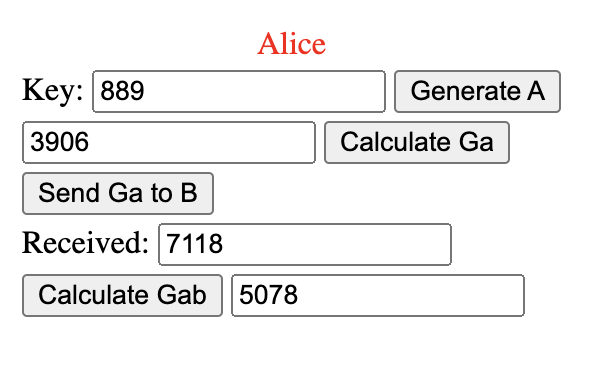 Alice
Key: 889 Generate A
3906 Calculate Ga
Send Ga to B
Received: 7118
Calculate Gab 5078